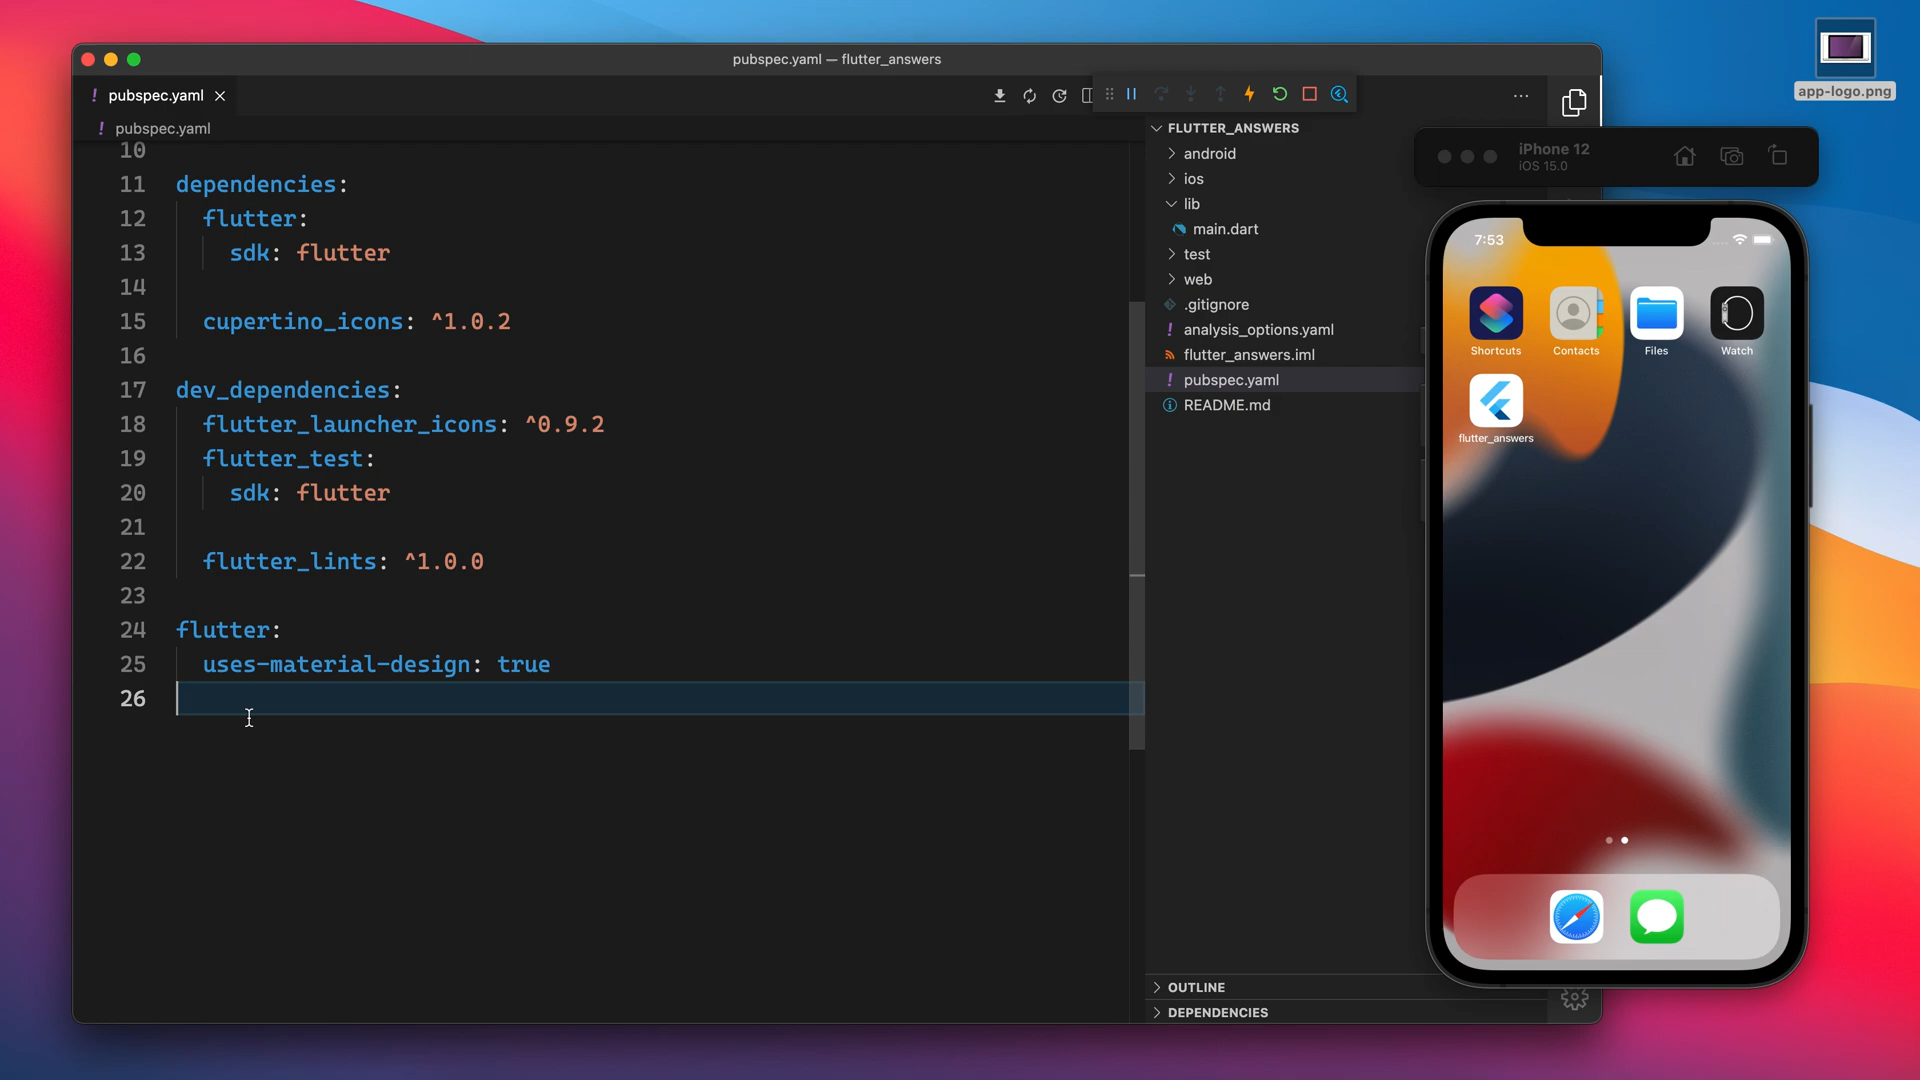 pubspec.yaml — flutter_answers
app-logo.png
! pubspec.yaml ×
! pubspec.yaml
10
11 dependencies:
12 flutter:
13 sdk: flutter
14
15 cupertino_icons: ^1.0.2
16
17 dev_dependencies:
18 flutter_launcher_icons: ^0.9.2
19 flutter_test:
20 sdk: flutter
21
22 flutter_lints: ^1.0.0
23
24 flutter:
25 uses-material-design: true
26
FLUTTER_ANSWERS
android
ios
lib
main.dart
test
web
.gitignore
! analysis_options.yaml
flutter_answers.iml
! pubspec.yaml
README.md
OUTLINE
DEPENDENCIES
iPhone 12
iOS 15.0
7:53
Shortcuts
Contacts
Files
Watch
flutter_answers